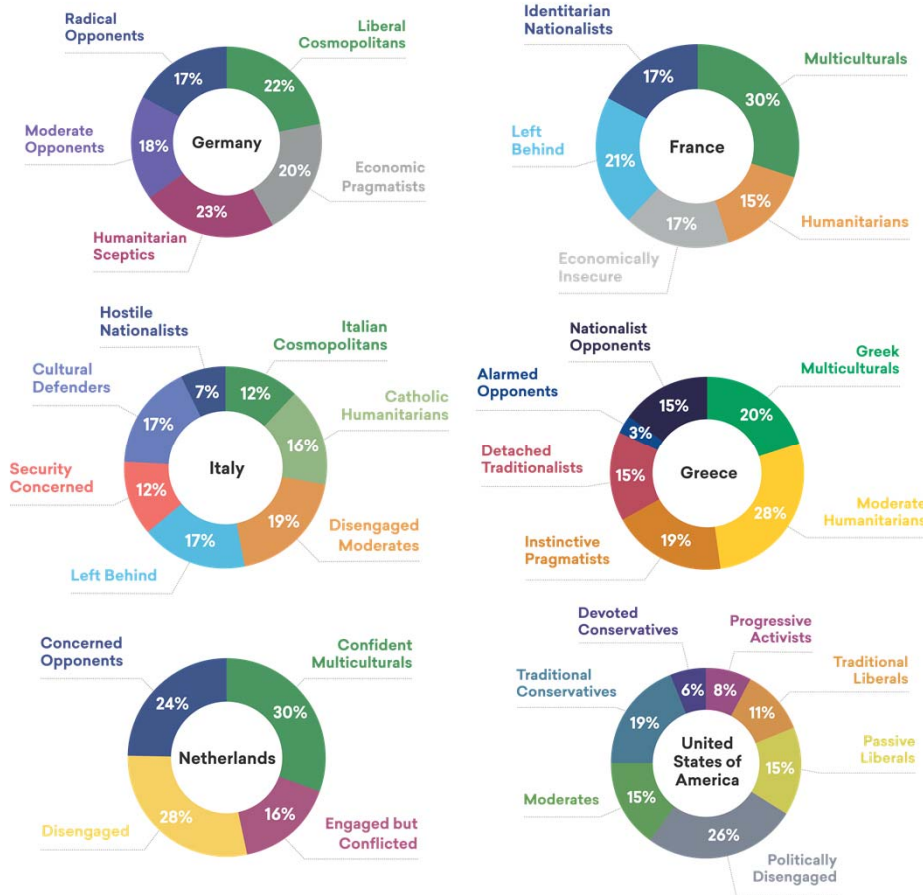 Radical
Opponents
Liberal
Cosmopolitans
17%
22%
Moderate
Opponents
18%
Germany
20%
Economic
Pragmatists
23%
Humanitarian
Sceptics
Identitarian
Nationalists
Multiculturals
17%
30%
Left
Behind
21%
France
15%
Humanitarians
17%
Economically
Insecure
Hostile
Nationalists
Italian
Cosmopolitans
Cultural
Defenders
7%
12%
Catholic
Humanitarians
17%
16%
Security
Concerned
12%
Italy
19%
Disengaged
Moderates
17%
Left Behind
Nationalist
Opponents
Greek
Multiculturals
Alarmed
Opponents
15%
20%
3%
Detached
Traditionalists
15%
Greece
28%
Moderate
Humanitarians
19%
Instinctive
Pragmatists
Concerned
Opponents
Confident
Multiculturals
24%
30%
Netherlands
28%
16%
Disengaged
Engaged but
Conflicted
Devoted
Conservatives
Progressive
Activists
Traditional
Conservatives
6%
8%
Traditional
Liberals
19%
11%
United
States of
America
Passive
Liberals
15%
Moderates
15%
26%
Politically
Disengaged